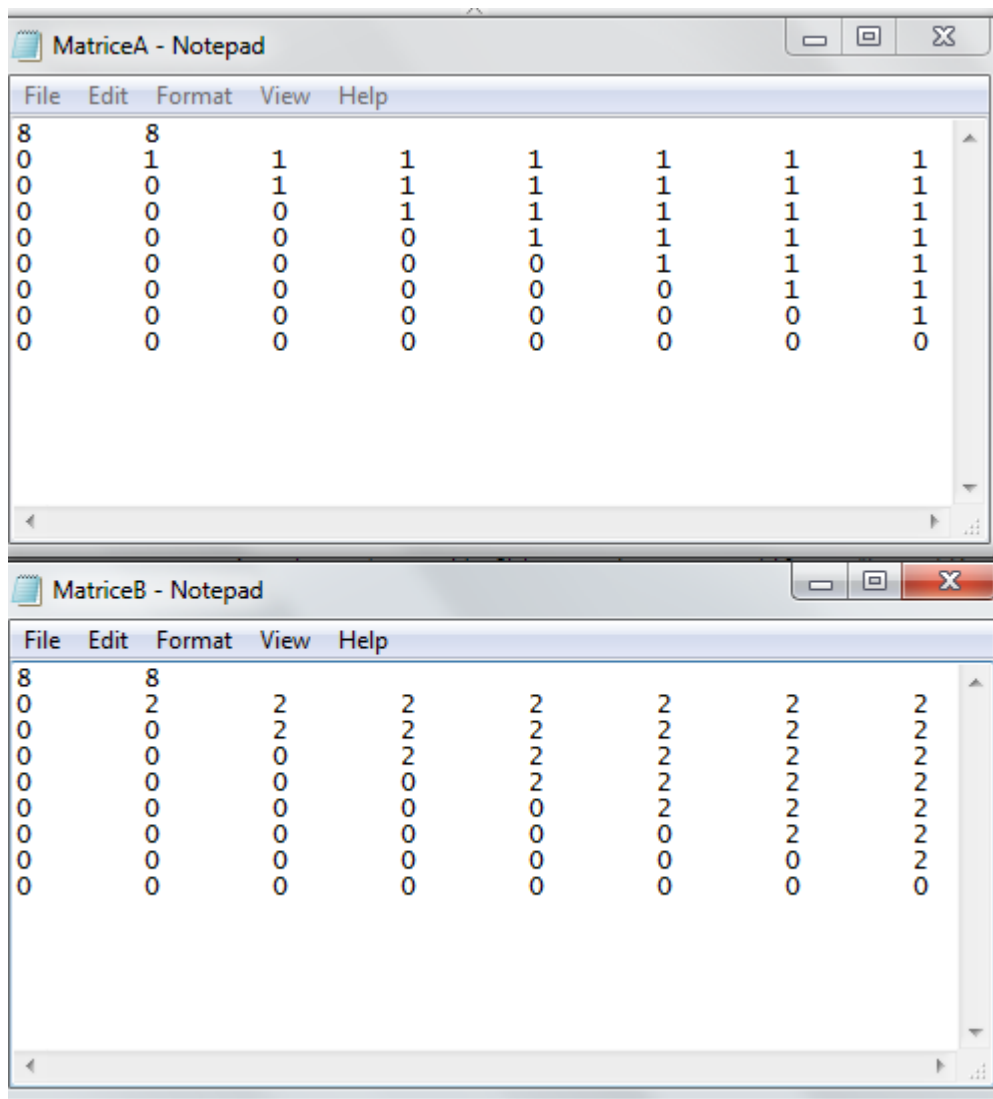 MatriceA - Notepad
File Edit Format View Help
8 8
0 1 1 1 1 1 1 1
0 0 1 1 1 1 1 1
0 0 0 1 1 1 1 1
0 0 0 0 1 1 1 1
0 0 0 0 0 1 1 1
0 0 0 0 0 0 1 1
0 0 0 0 0 0 0 1
0 0 0 0 0 0 0 0
MatriceB - Notepad
File Edit Format View Help
8 8
0 2 2 2 2 2 2 2
0 0 2 2 2 2 2 2
0 0 0 2 2 2 2 2
0 0 0 0 2 2 2 2
0 0 0 0 0 2 2 2
0 0 0 0 0 0 2 2
0 0 0 0 0 0 0 2
0 0 0 0 0 0 0 0